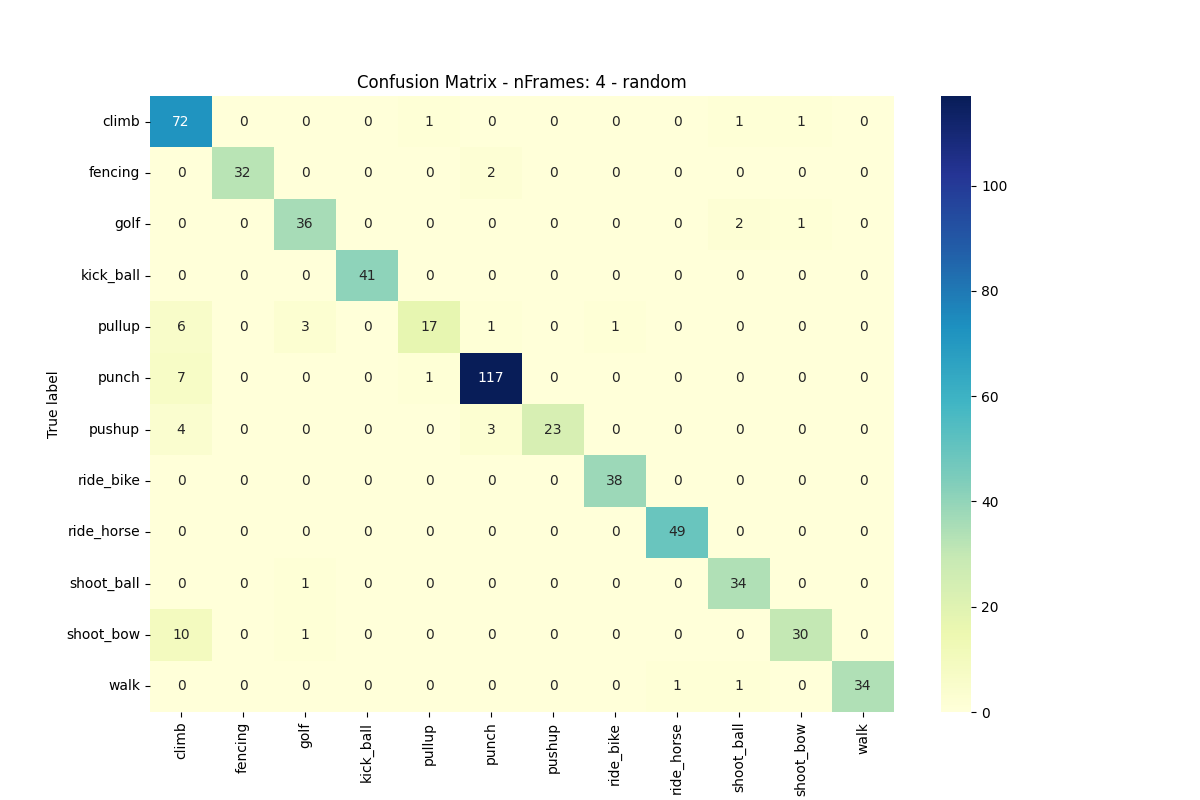 Confusion Matrix - nFrames: 4 - random
climb 72 0 0 0 1 0 0 0 0 1 1 0
fencing 0 32 0 0 0 2 0 0 0 0 0 0
golf 0 0 36 0 0 0 0 0 0 2 1 0
kick_ball 0 0 0 41 0 0 0 0 0 0 0 0
pullup 6 0 3 0 17 1 0 1 0 0 0 0
punch 7 0 0 0 1 117 0 0 0 0 0 0
pushup 4 0 0 0 0 3 23 0 0 0 0 0
ride_bike 0 0 0 0 0 0 0 38 0 0 0 0
ride_horse 0 0 0 0 0 0 0 0 49 0 0 0
shoot_ball 0 0 1 0 0 0 0 0 0 34 0 0
shoot_bow 10 0 1 0 0 0 0 0 0 0 30 0
walk 0 0 0 0 0 0 0 0 1 1 0 34
True label
climb fencing golf kick_ball pullup punch pushup ride_bike ride_horse shoot_ball shoot_bow walk
100
80
60
40
20
0